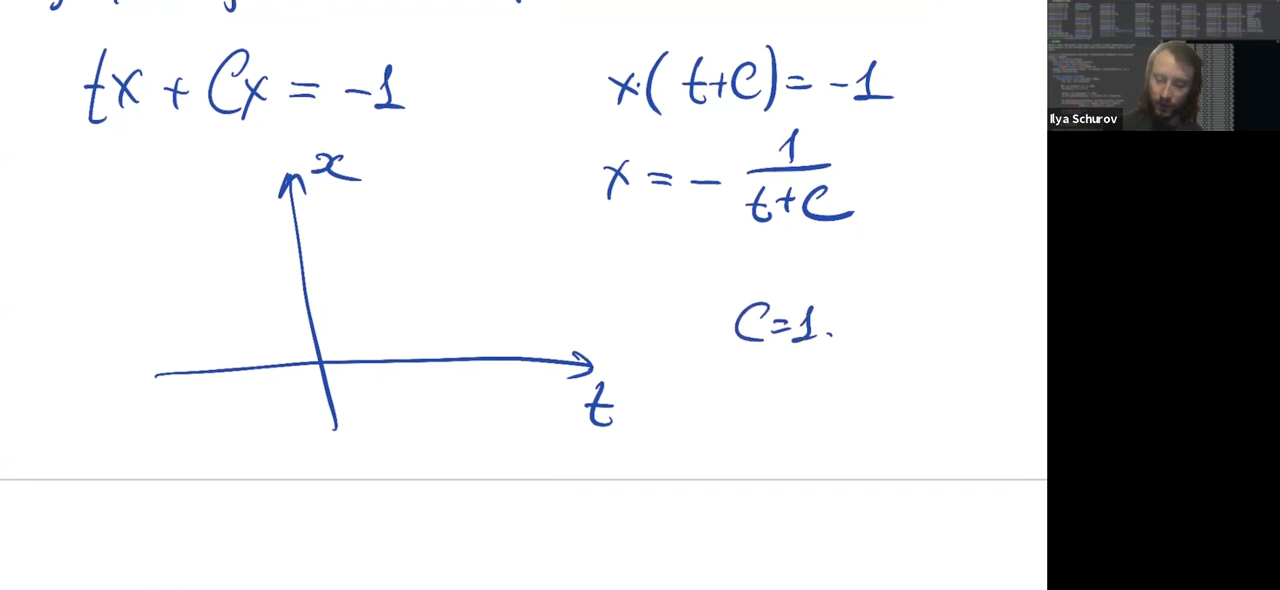 tx + Cx = -1
x·(t+C) = -1
x = - 1/(t+C)
x
C=1.
t
Ilya Schurov